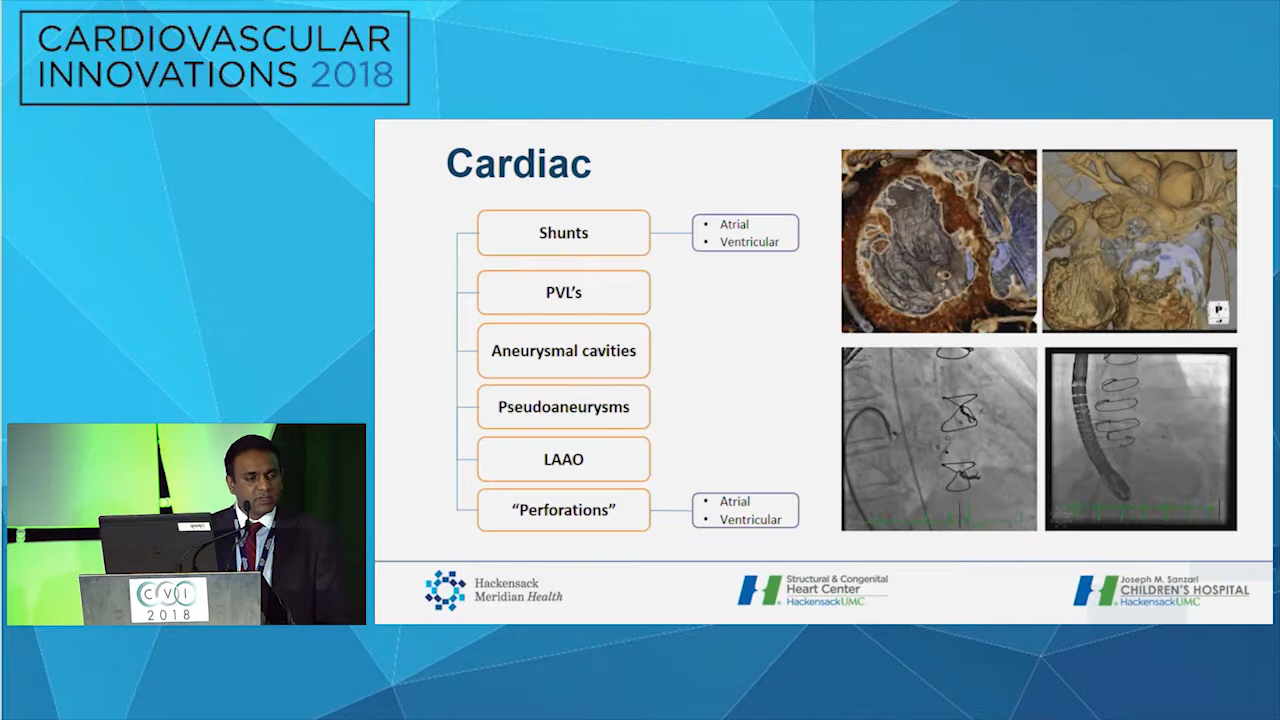 CARDIOVASCULAR
INNOVATIONS 2018
Cardiac
Shunts
• Atrial
• Ventricular
PVL's
Aneurysmal cavities
Pseudoaneurysms
LAAO
“Perforations”
• Atrial
• Ventricular
P
Hackensack
Meridian Health
Structural & Congenital
Heart Center
HackensackUMC
Joseph M. Sanzari
CHILDREN'S HOSPITAL
HackensackUMC
CVI
2018